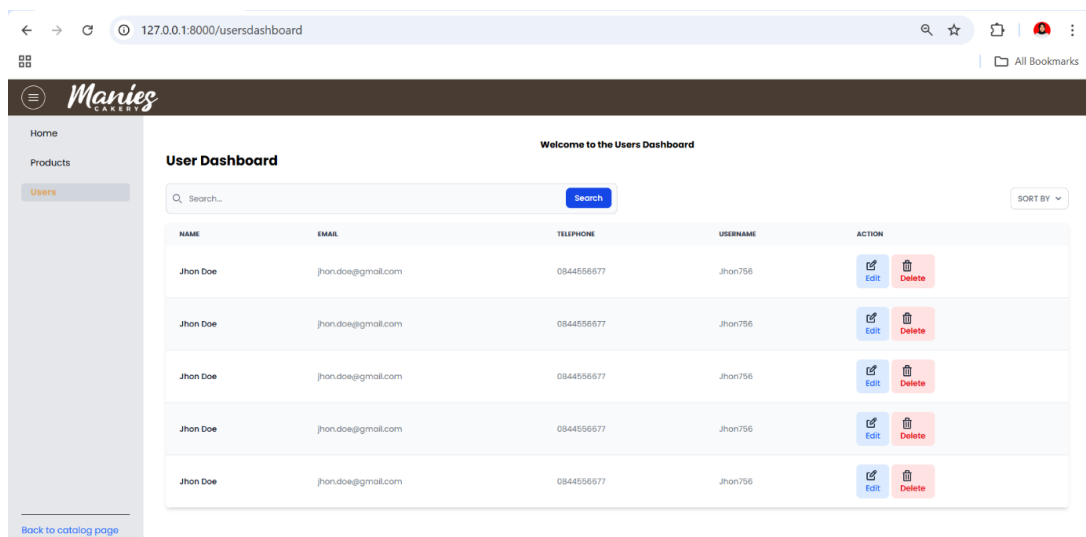 127.0.0.1:8000/usersdashboard
All Bookmarks
Manies
CAKERY
Home
Products
Users
Welcome to the Users Dashboard
User Dashboard
Search...
Search
SORT BY
NAME EMAIL TELEPHONE USERNAME ACTION
Jhon Doe jhon.doe@gmail.com 0844556677 Jhon756 Edit Delete
Jhon Doe jhon.doe@gmail.com 0844556677 Jhon756 Edit Delete
Jhon Doe jhon.doe@gmail.com 0844556677 Jhon756 Edit Delete
Jhon Doe jhon.doe@gmail.com 0844556677 Jhon756 Edit Delete
Jhon Doe jhon.doe@gmail.com 0844556677 Jhon756 Edit Delete
Back to catalog page